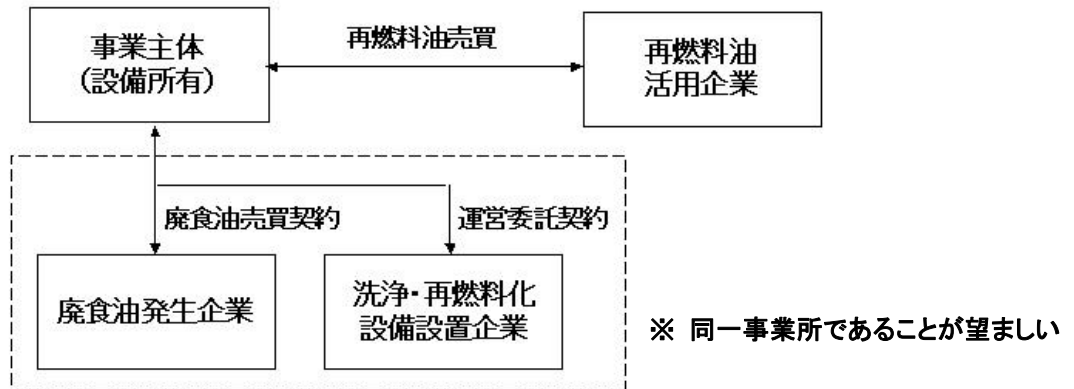 事業主体
(設備所有)
再燃料油売買
再燃料油
活用企業
廃食油売買契約
運営委託契約
廃食油発生企業
洗浄・再燃料化
設備設置企業
※ 同一事業所であることが望ましい